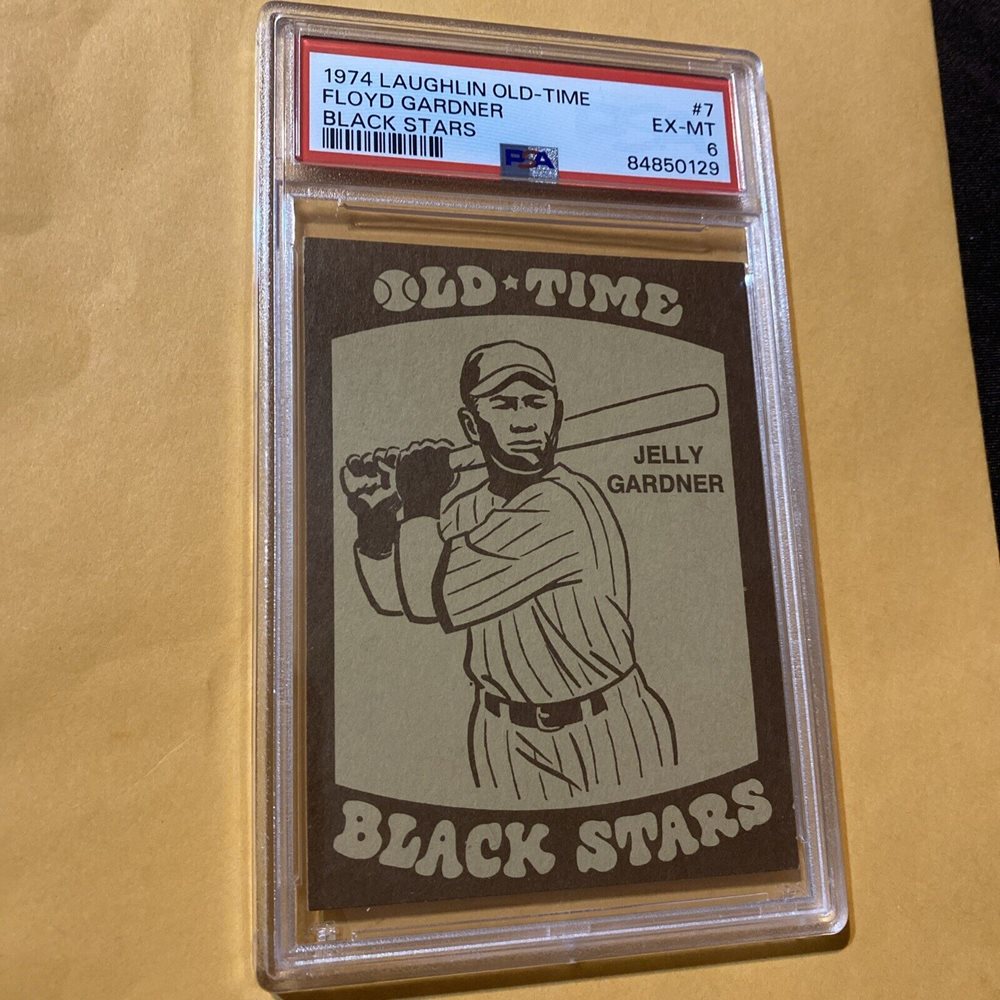 1974 LAUGHLIN OLD-TIME #7
FLOYD GARDNER EX-MT
BLACK STARS 6
PSA 84850129
OLD★TIME
JELLY
GARDNER
BLACK STARS